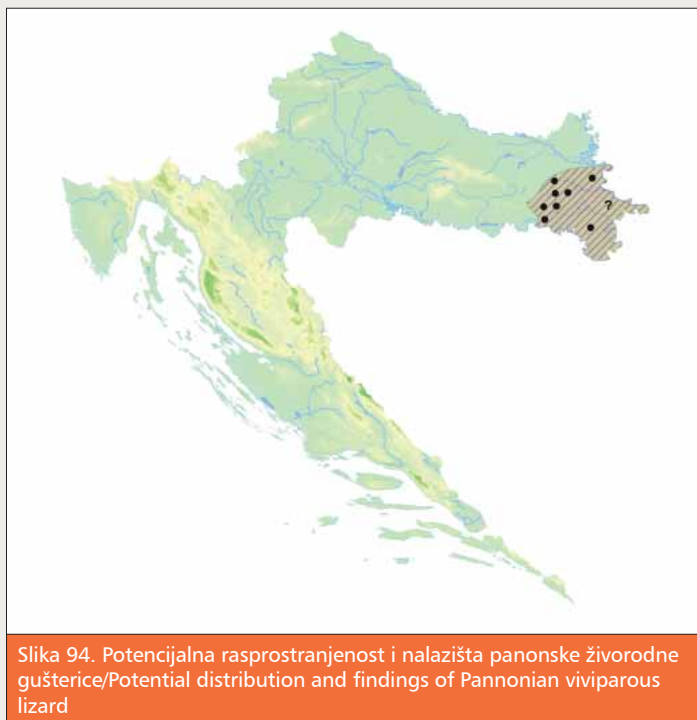 ?
Slika 94. Potencijalna rasprostranjenost i nalazišta panonske živorodne
gušterice/Potential distribution and findings of Pannonian viviparous
lizard